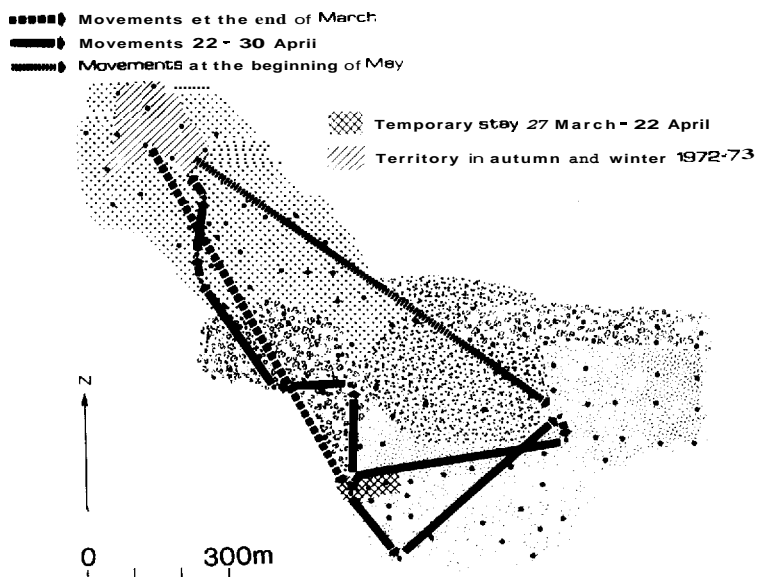 Movements et the end of March
Movements 22 - 30 Aprii
Movements at the beginning of May
Temporary stay 27 March - 22 April
Territory in autumn and winter 1972-73
Z
0 300m